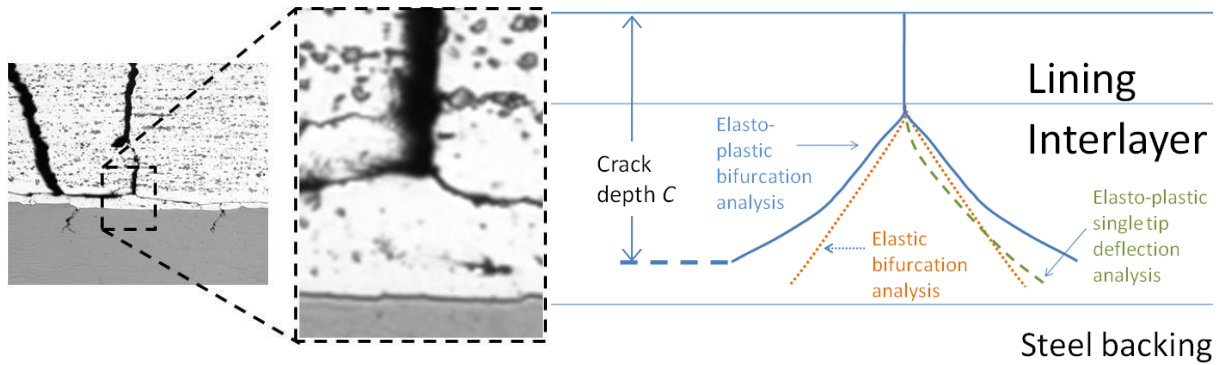 Lining
Interlayer
Elasto-
plastic
bifurcation
analysis
Crack
depth C
Elasto-plastic
single tip
deflection
analysis
Elastic
bifurcation
analysis
Steel backing